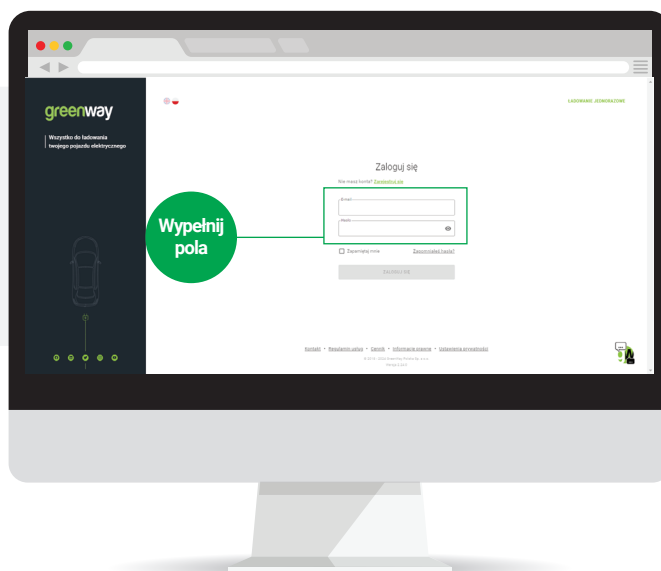 greenway
Wszystko do ładowania
twojego pojazdu elektrycznego
ŁADOWANIE JEDNORAZOWE
Zaloguj się
Nie masz konta? Zarejestruj się
Email
Hasło
Zapamiętaj mnie
Zapomniałeś hasła?
ZALOGUJ SIĘ
Wypełnij
pola
Kontakt • Regulamin usług • Cennik • Informacje prawne • Ustawienia prywatności